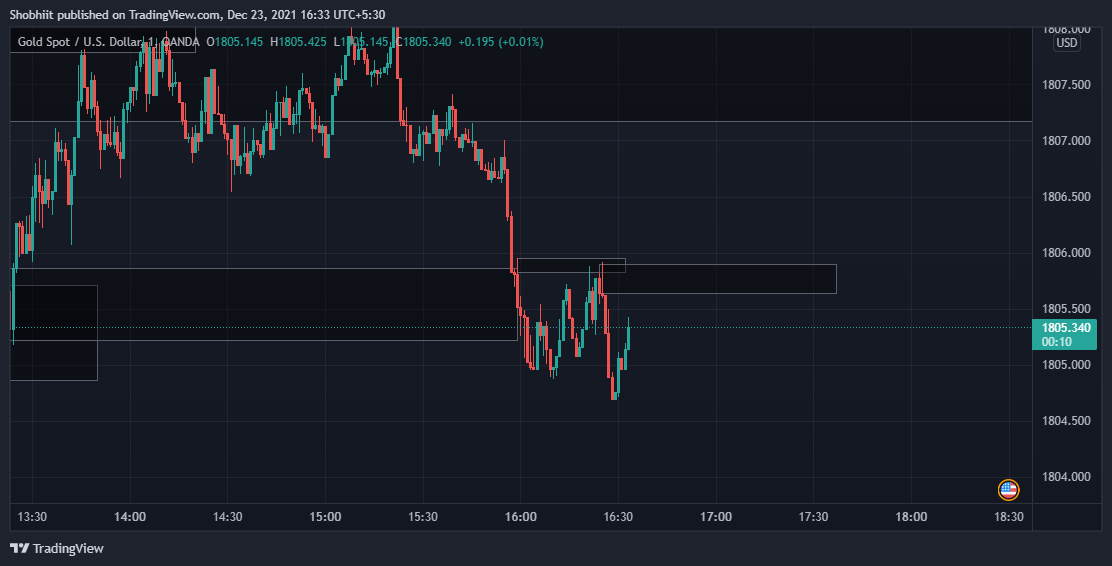 Shobhiit published on TradingView.com, Dec 23, 2021 16:33 UTC+5:30
Gold Spot / U.S. Dollar, 1, OANDA O1805.145 H1805.425 L1805.145 C1805.340 +0.195 (+0.01%)
1808.000
USD
1807.500
1807.000
1806.500
1806.000
1805.500
1805.340
00:10
1805.000
1804.500
1804.000
13:30 14:00 14:30 15:00 15:30 16:00 16:30 17:00 17:30 18:00 18:30
TradingView